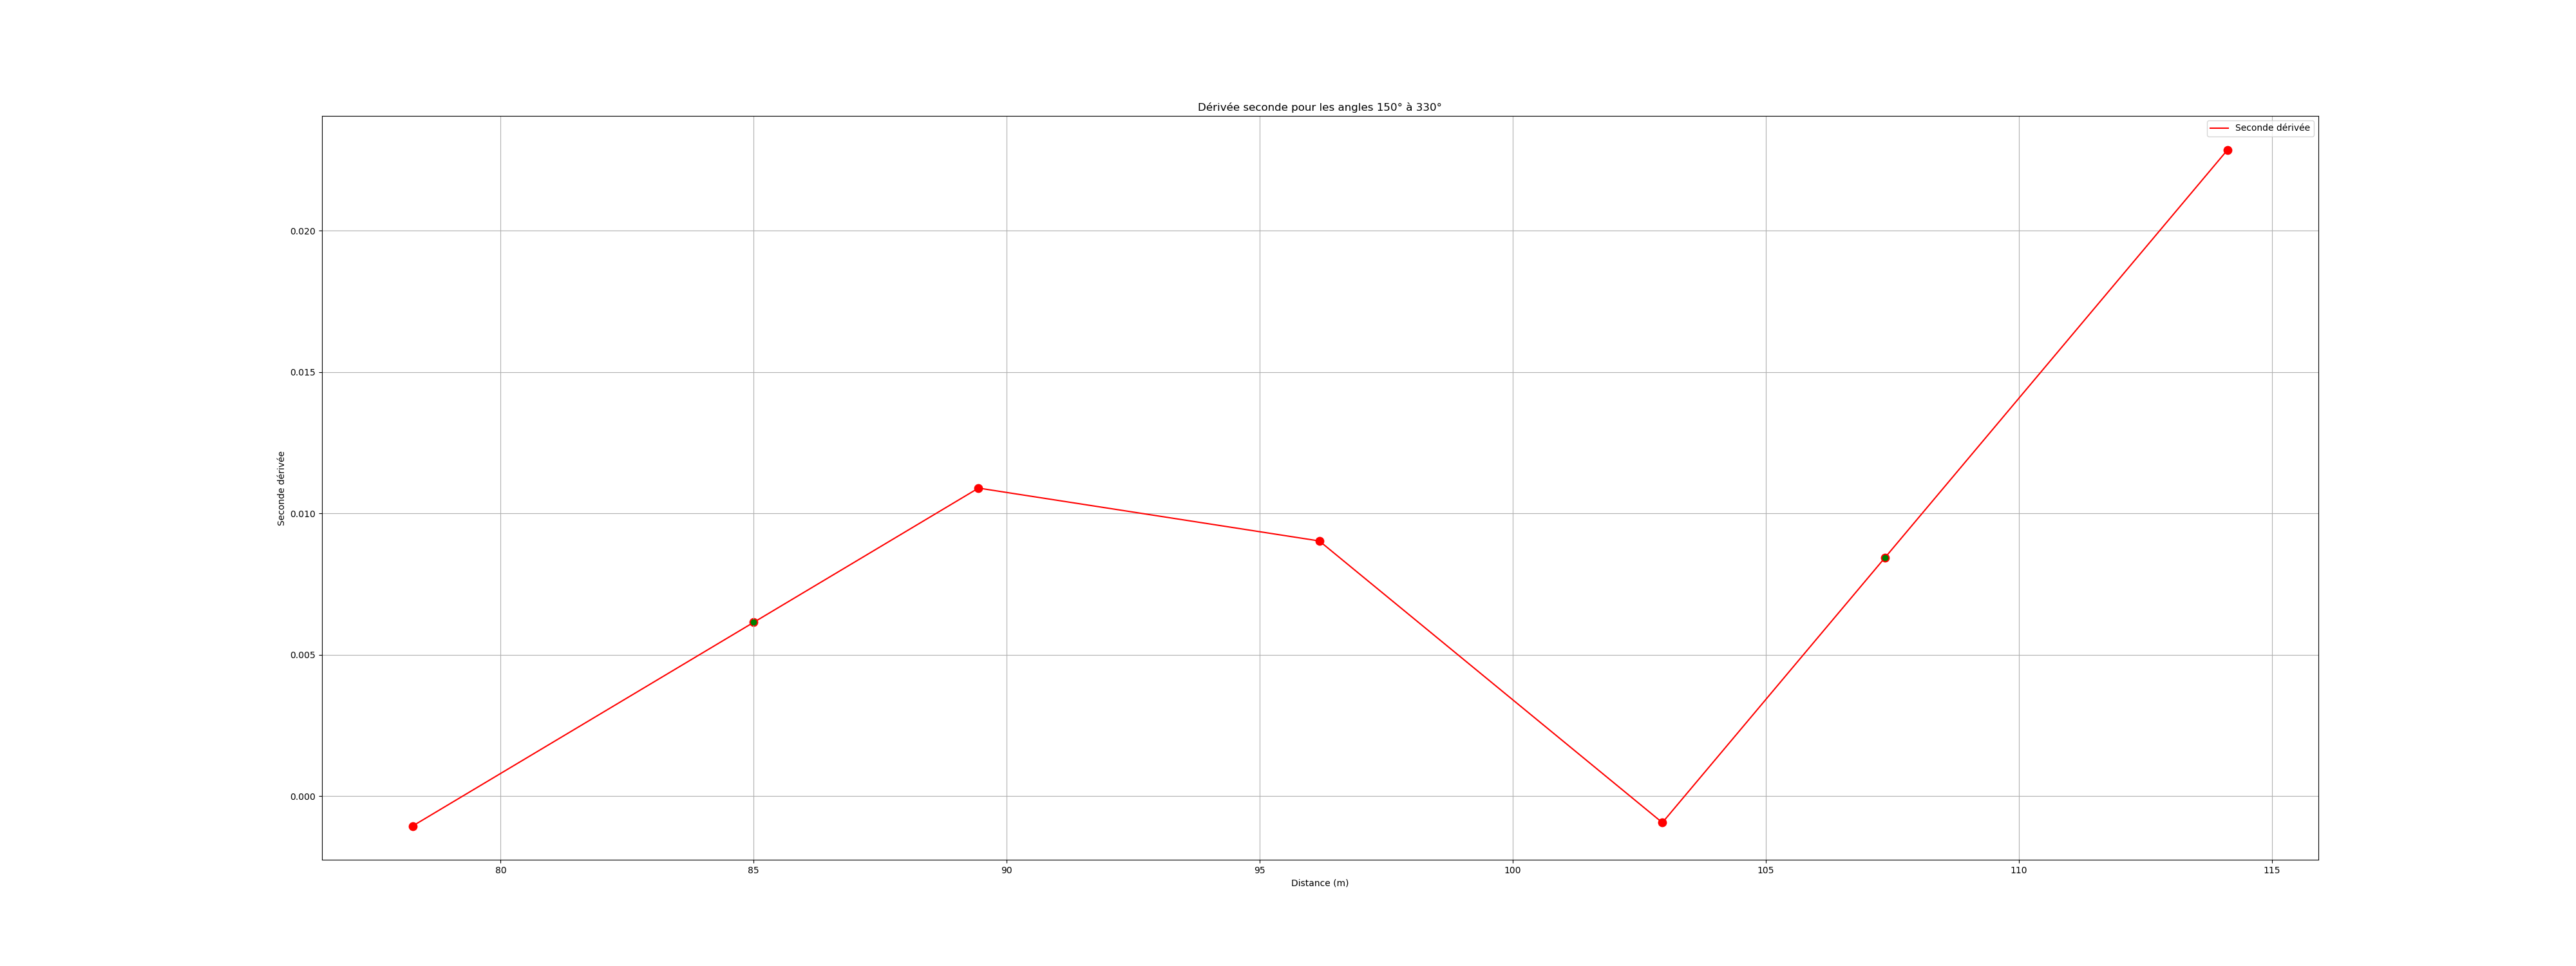 Dérivée seconde pour les angles 150° à 330°
Seconde dérivée
0.020
0.015
0.010
0.005
0.000
Seconde dérivée
80 85 90 95 100 105 110 115
Distance (m)